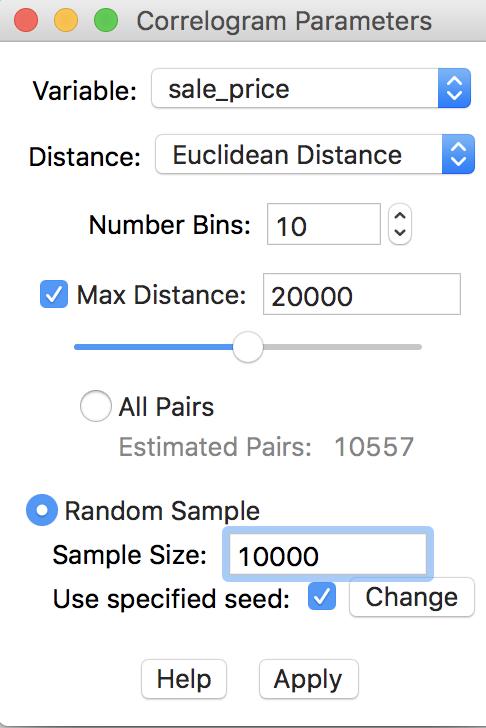 Correlogram Parameters
Variable: sale_price
Distance: Euclidean Distance
Number Bins: 10
Max Distance: 20000
All Pairs
Estimated Pairs: 10557
Random Sample
Sample Size: 10000
Use specified seed: Change
Help Apply